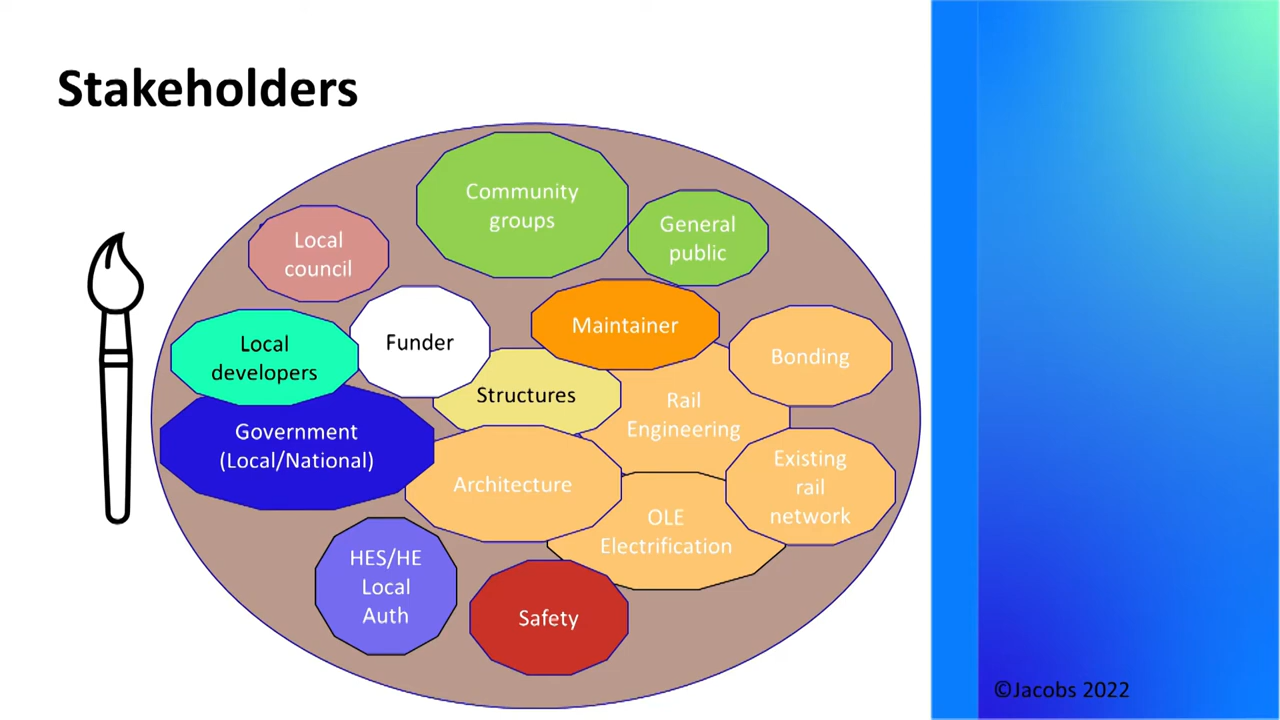 Stakeholders
Community
groups
General
public
Local
council
Maintainer
Funder
Local
developers
Bonding
Structures
Rail
Engineering
Government
(Local/National)
Existing
rail
network
Architecture
OLE
Electrification
HES/HE
Local
Auth
Safety
©Jacobs 2022